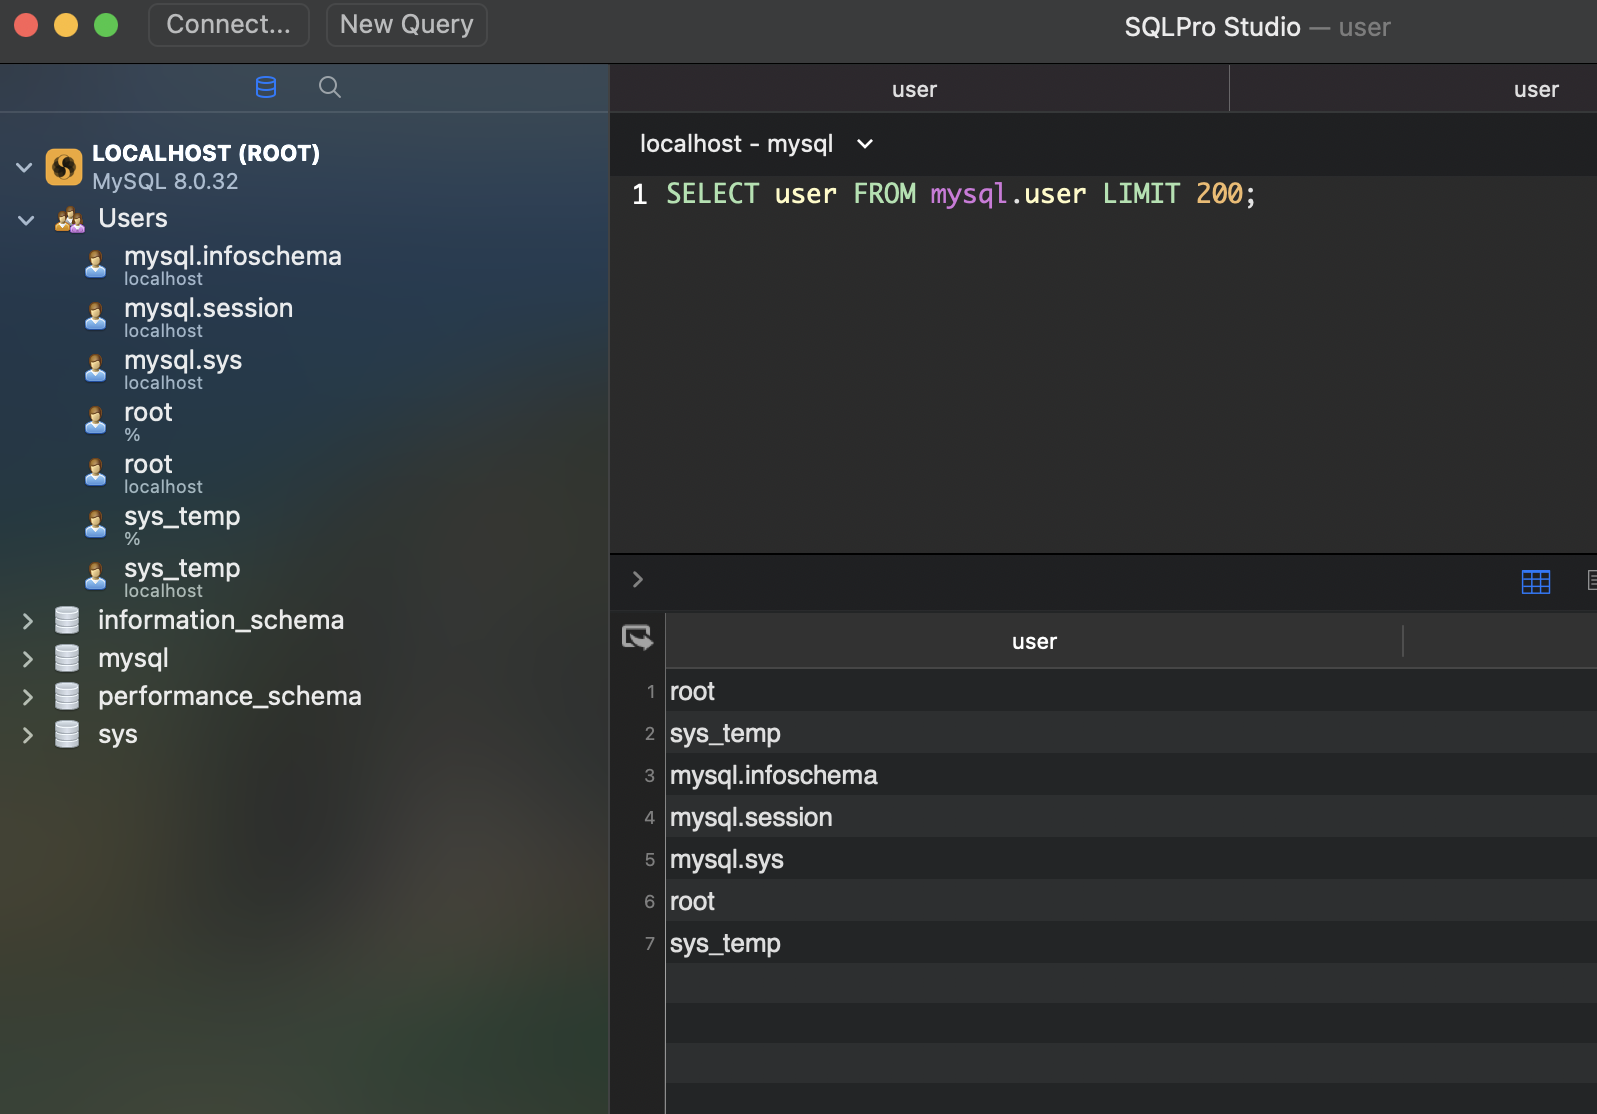 Connect...
New Query
SQLPro Studio — user
user
user
LOCALHOST (ROOT)
MySQL 8.0.32
Users
mysql.infoschema
localhost
mysql.session
localhost
mysql.sys
localhost
root
%
root
localhost
sys_temp
%
sys_temp
localhost
information_schema
mysql
performance_schema
sys
localhost - mysql
1 SELECT user FROM mysql.user LIMIT 200;
user
1 root
2 sys_temp
3 mysql.infoschema
4 mysql.session
5 mysql.sys
6 root
7 sys_temp